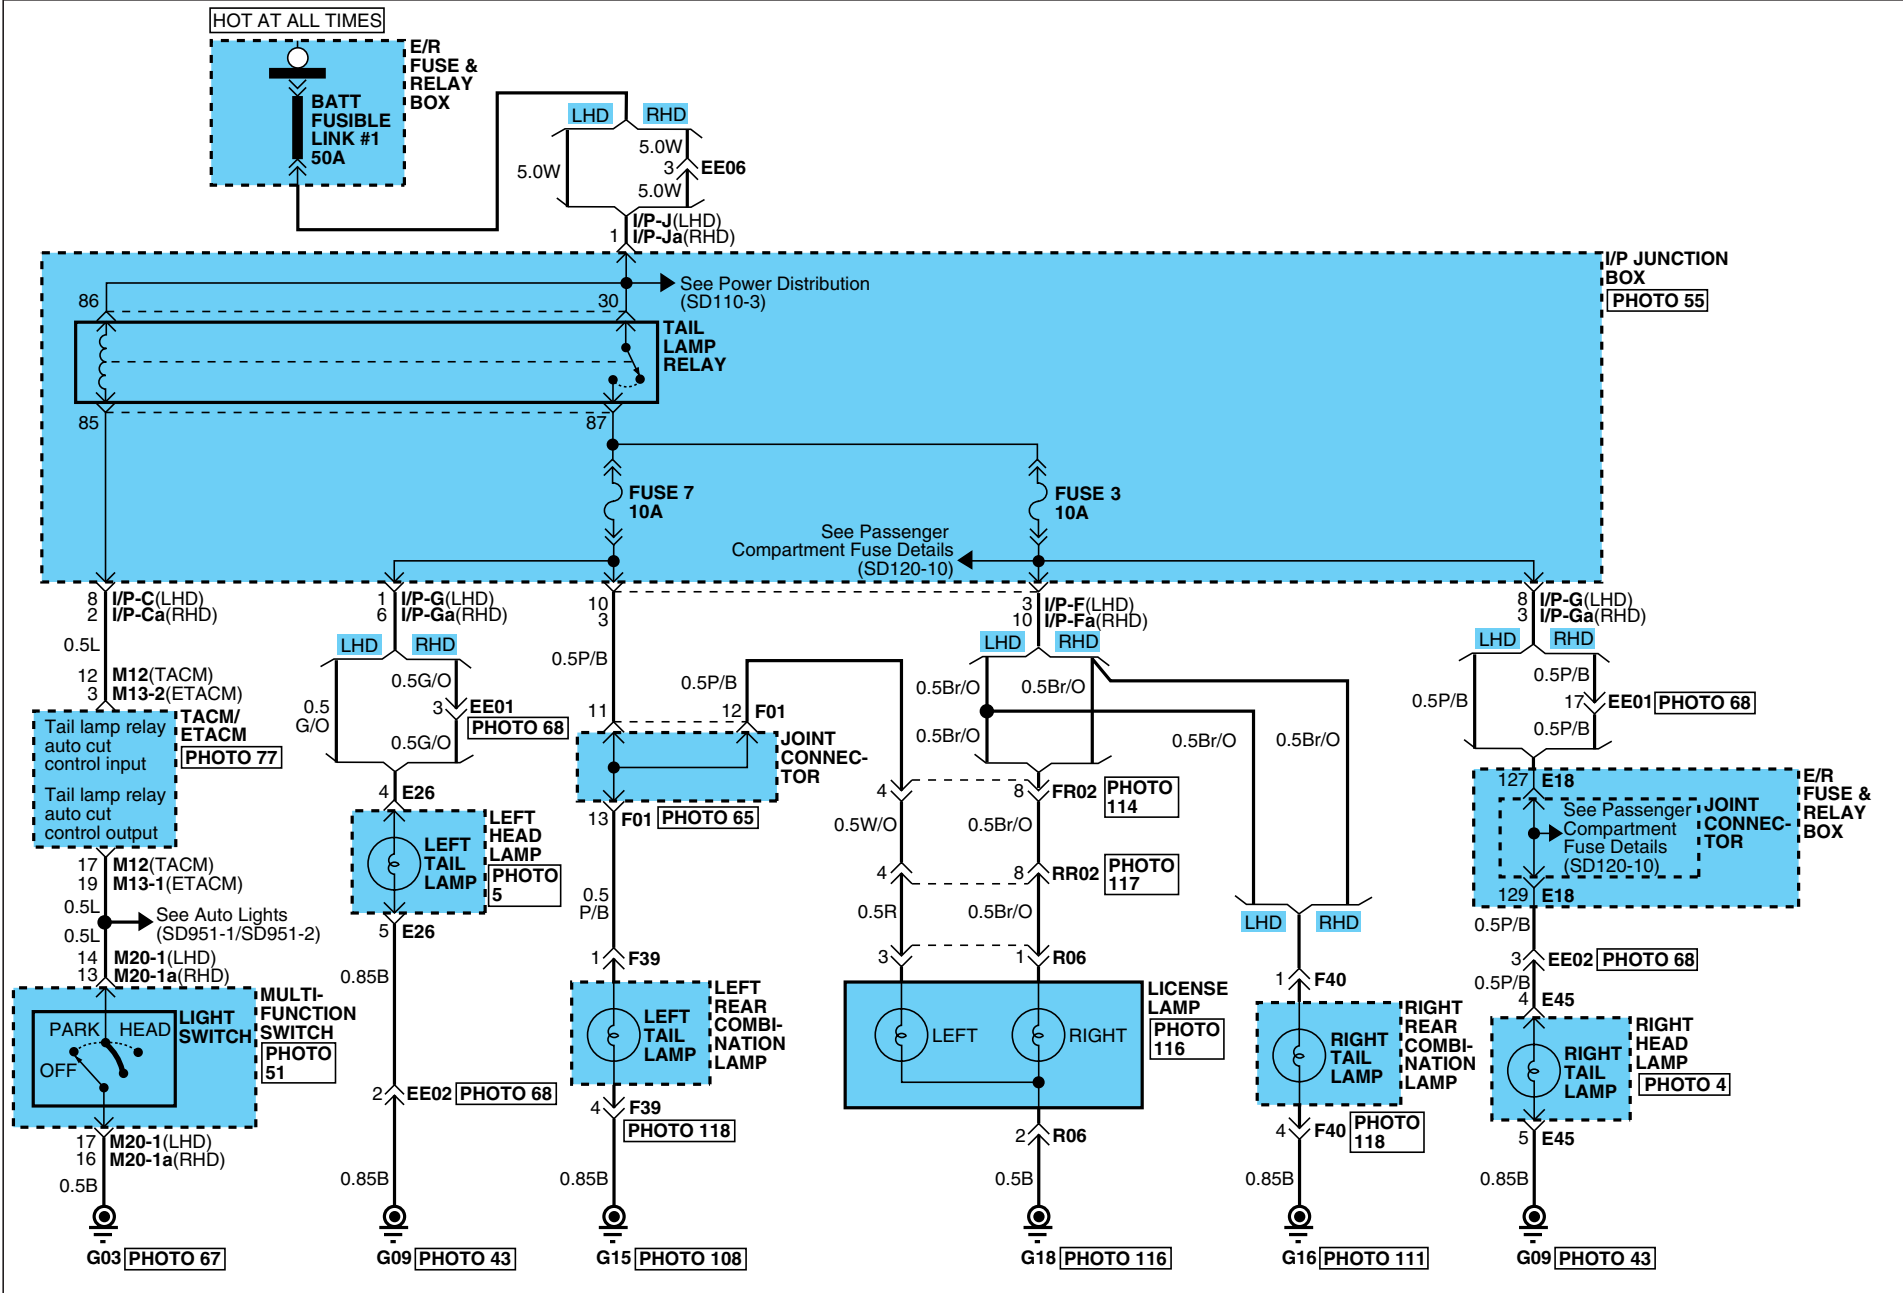 HOT AT ALL TIMES
E/R
FUSE &
RELAY
BOX
BATT
FUSIBLE
LINK #1
50A
LHD
RHD
5.0W
5.0W
3
EE06
5.0W
I/P-J(LHD)
1
I/P-Ja(RHD)
I/P JUNCTION
BOX
PHOTO 55
See Power Distribution
(SD110-3)
86
30
TAIL
LAMP
RELAY
85
87
FUSE 7
10A
FUSE 3
10A
See Passenger
Compartment Fuse Details
(SD120-10)
8
I/P-C(LHD)
2
I/P-Ca(RHD)
0.5L
12
M12(TACM)
3
M13-2(ETACM)
TACM/
ETACM
PHOTO 77
Tail lamp relay
auto cut
control input
Tail lamp relay
auto cut
control output
17
M12(TACM)
19
M13-1(ETACM)
0.5L
See Auto Lights
(SD951-1/SD951-2)
0.5L
14
M20-1(LHD)
13
M20-1a(RHD)
MULTI-
FUNCTION
SWITCH
PHOTO
51
LIGHT
SWITCH
PARK
HEAD
OFF
17
M20-1(LHD)
16
M20-1a(RHD)
0.5B
G03
PHOTO 67
1
I/P-G(LHD)
6
I/P-Ga(RHD)
LHD
RHD
0.5
G/O
0.5G/O
3
EE01
PHOTO 68
0.5G/O
4
E26
LEFT
HEAD
LAMP
PHOTO
5
LEFT
TAIL
LAMP
5
E26
0.85B
2
EE02
PHOTO 68
0.85B
G09
PHOTO 43
10
3
0.5P/B
0.5P/B
11
12
F01
JOINT
CONNEC-
TOR
13
F01
PHOTO 65
0.5
P/B
1
F39
LEFT
REAR
COMBI-
NATION
LAMP
LEFT
TAIL
LAMP
4
F39
PHOTO 118
0.85B
G15
PHOTO 108
3
I/P-F(LHD)
10
I/P-Fa(RHD)
LHD
RHD
0.5Br/O
0.5Br/O
0.5Br/O
0.5Br/O
0.5Br/O
4
8
FR02
PHOTO
114
0.5W/O
0.5Br/O
4
8
RR02
PHOTO
117
0.5R
0.5Br/O
3
1
R06
LICENSE
LAMP
PHOTO
116
LEFT
RIGHT
2
R06
0.5B
G18
PHOTO 116
LHD
RHD
1
F40
RIGHT
REAR
COMBI-
NATION
LAMP
RIGHT
TAIL
LAMP
4
F40
PHOTO
118
0.85B
G16
PHOTO 111
8
I/P-G(LHD)
3
I/P-Ga(RHD)
LHD
RHD
0.5P/B
0.5P/B
17
EE01
PHOTO 68
0.5P/B
127
E18
E/R
FUSE &
RELAY
BOX
See Passenger
Compartment
Fuse Details
(SD120-10)
JOINT
CONNEC-
TOR
129
E18
0.5P/B
3
EE02
PHOTO 68
0.5P/B
4
E45
RIGHT
HEAD
LAMP
PHOTO 4
RIGHT
TAIL
LAMP
5
E45
0.85B
G09
PHOTO 43